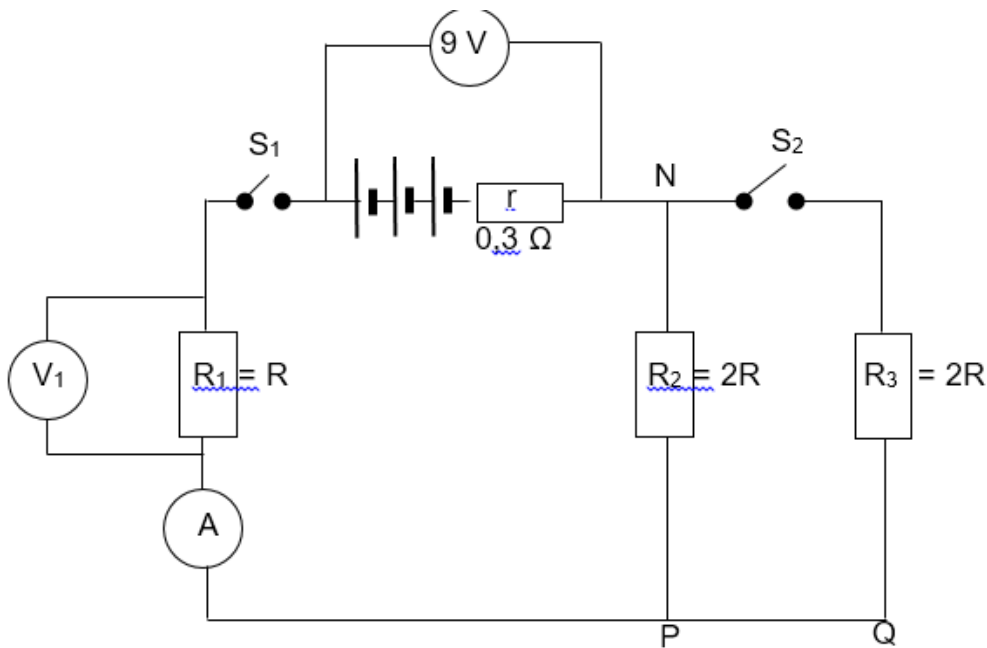 9 V
S₁
S₂
N
r
0,3 Ω
V₁
R₁ = R
R₂ = 2R
R₃ = 2R
A
P
Q